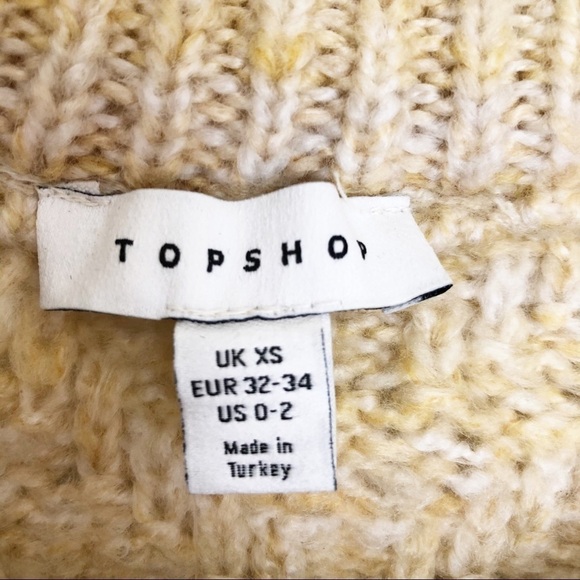 TOPSHOP
UK XS
EUR 32-34
US 0-2
Made in
Turkey